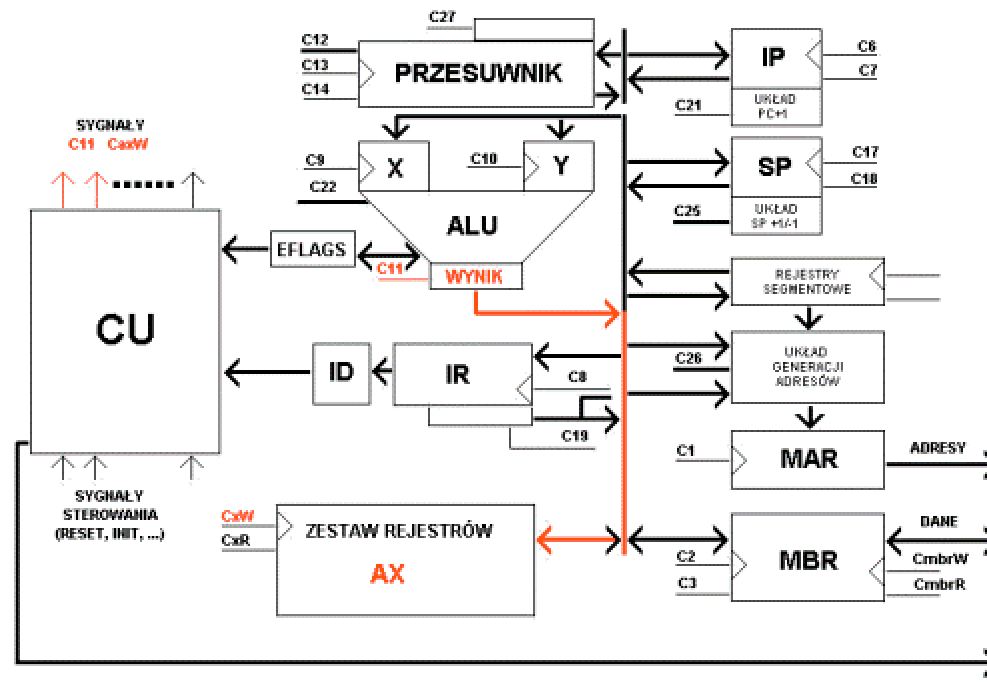 C27
C12
C13
C14
PRZESUWNIK
IP
C6
C7
C21
UKŁAD
PC+1
SYGNAŁY
C11 CaxW
C9
X
C10
Y
C22
ALU
SP
C17
C18
C25
UKŁAD
SP +1/-1
EFLAGS
C11
WYNIK
REJESTRY
SEGMENTOWE
CU
ID
IR
C8
C19
C26
UKŁAD
GENERACJI
ADRESÓW
C1
MAR
ADRESY
SYGNAŁY
STEROWANIA
(RESET, INIT, ...)
CxW
CxR
ZESTAW REJESTRÓW
AX
C2
C3
MBR
DANE
CmbrW
CmbrR